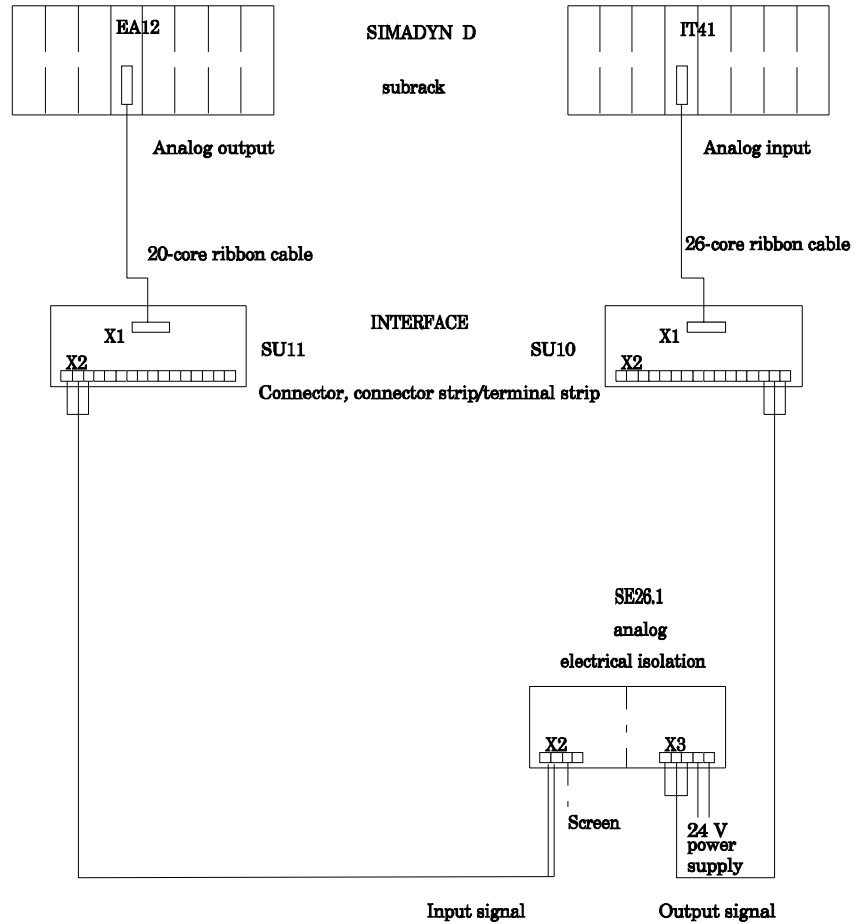 EA12
SIMADYN D
IT41
subrack
Analog output
Analog input
20-core ribbon cable
26-core ribbon cable
X1
INTERFACE
X1
X2
SU11
SU10
X2
Connector, connector strip/terminal strip
SE26.1
analog
electrical isolation
X2
X3
Screen
24 V
power
supply
Input signal
Output signal